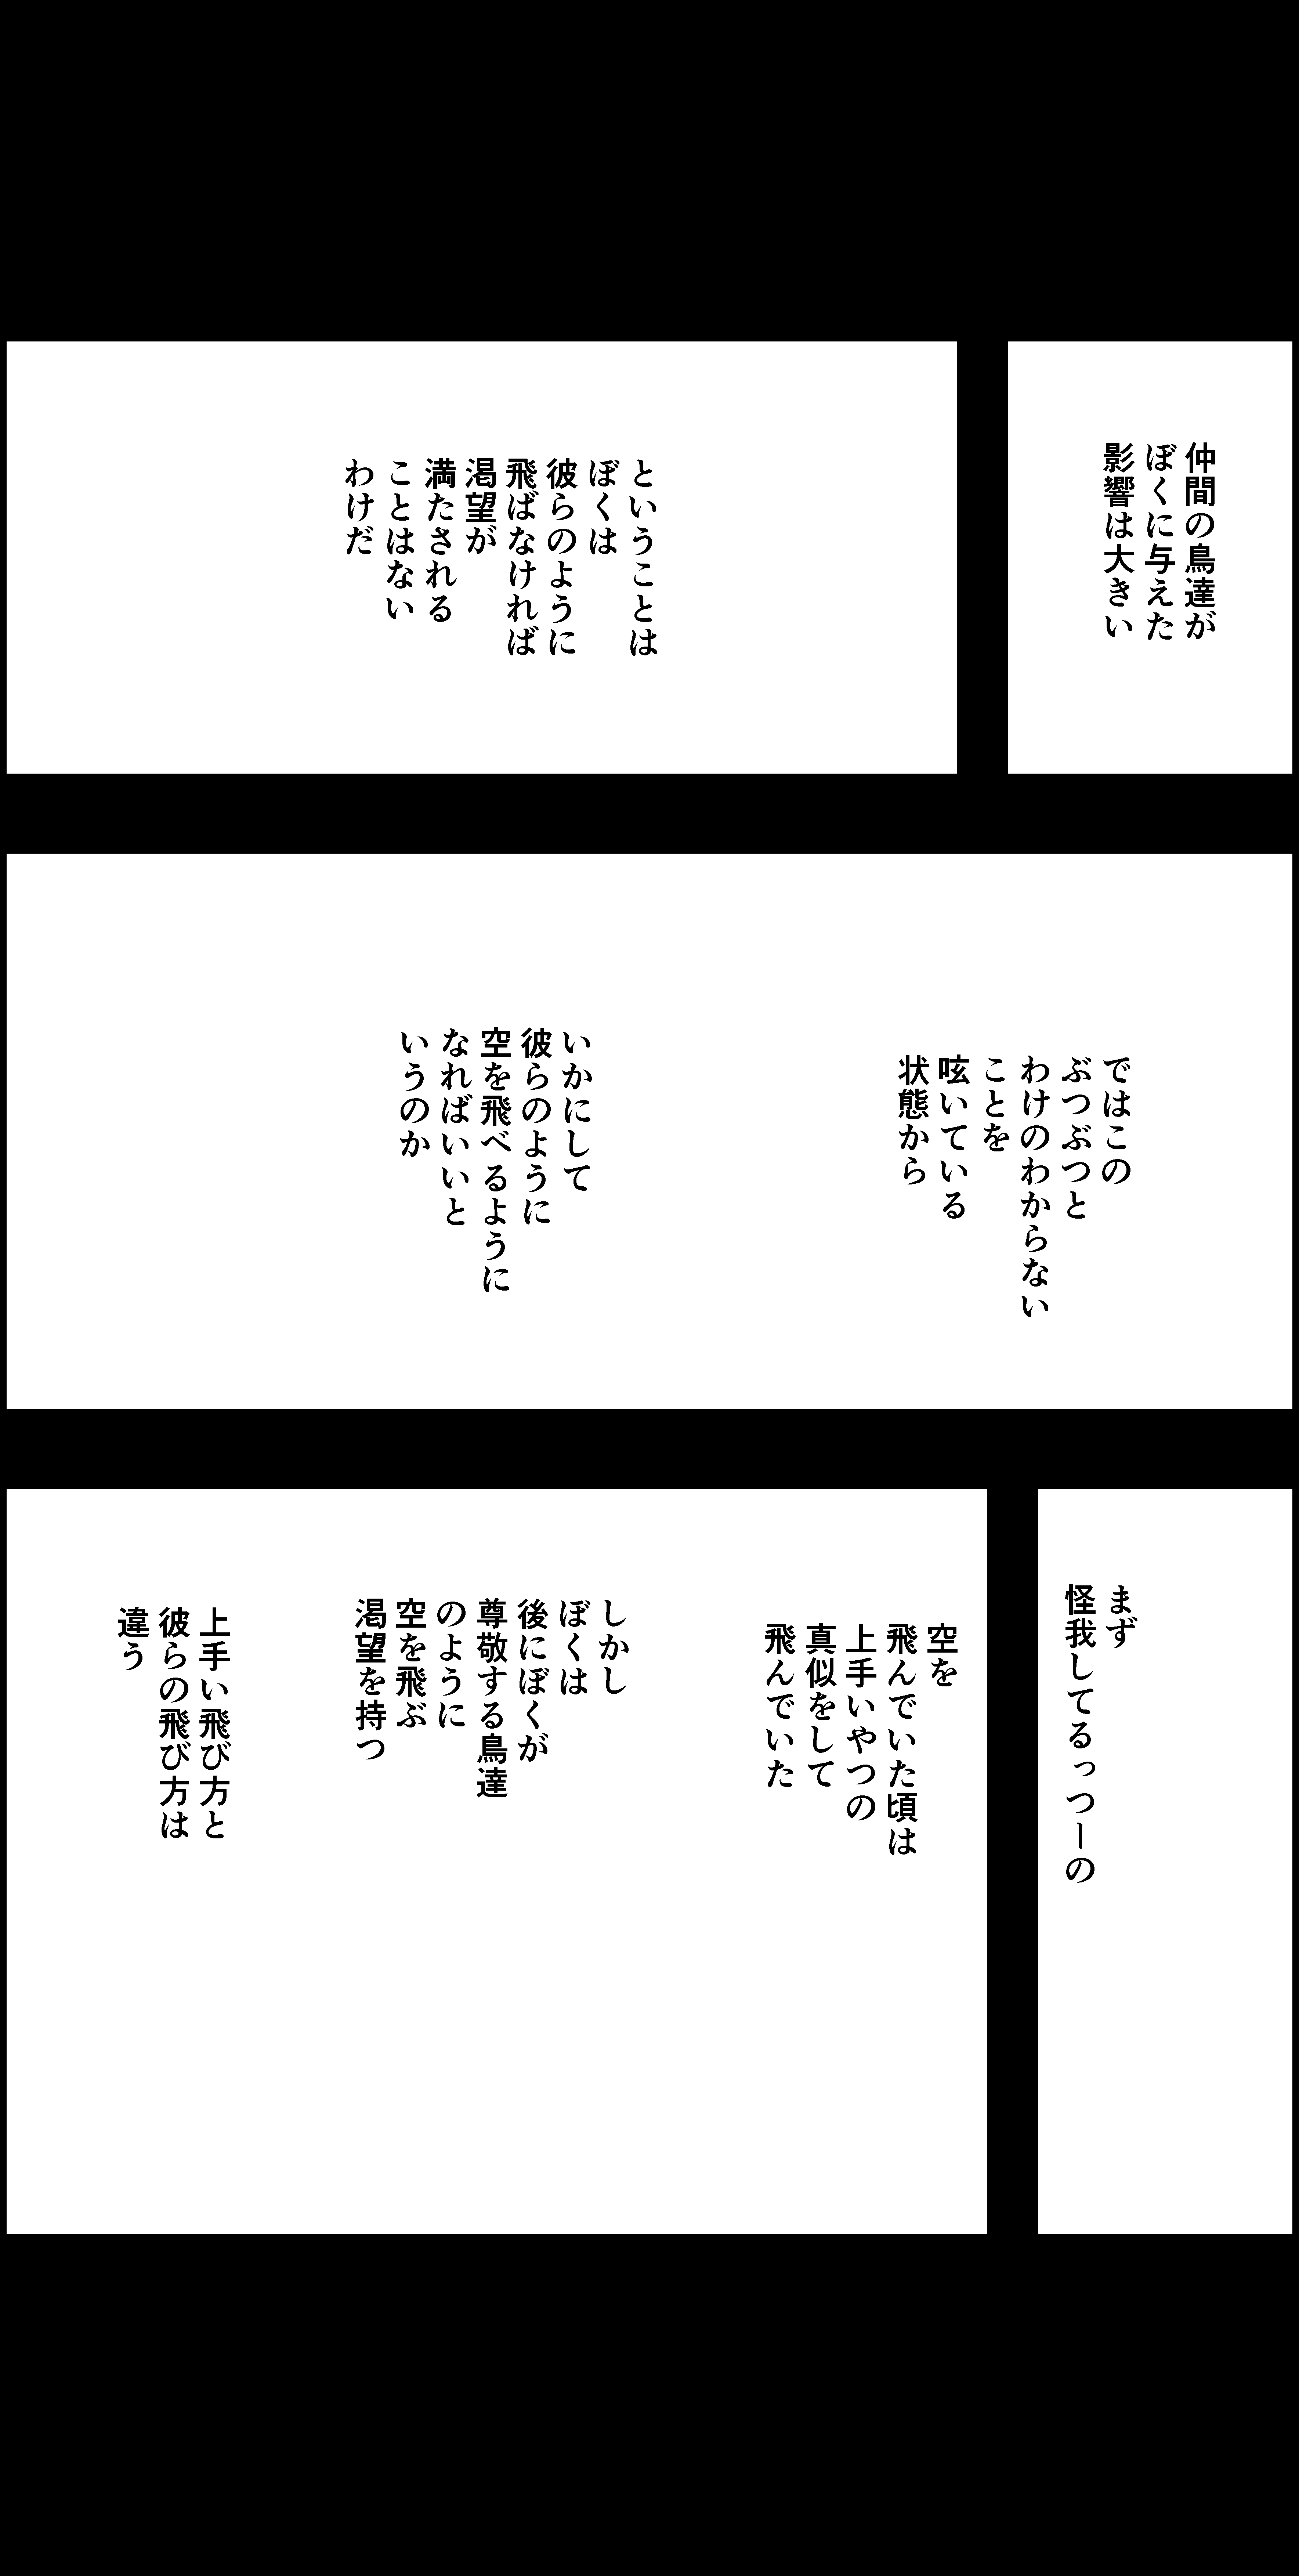 仲間の鳥達が
ぼくに与えた
影響は大きい
ということは
ぼくは
彼らのように
飛ばなければ
渇望が
満たされる
ことはない
わけだ
ではこの
ぶつぶつと
わけのわからない
ことを
呟いている
状態から
いかにして
彼らのように
空を飛べるように
なればいいと
いうのか
まず
怪我してるっつーの
空を
飛んでいた頃は
上手いやつの
真似をして
飛んでいた
しかし
ぼくは
後にぼくが
尊敬する鳥達
のように
空を飛ぶ
渇望を持つ
上手い飛び方と
彼らの飛び方は
違う